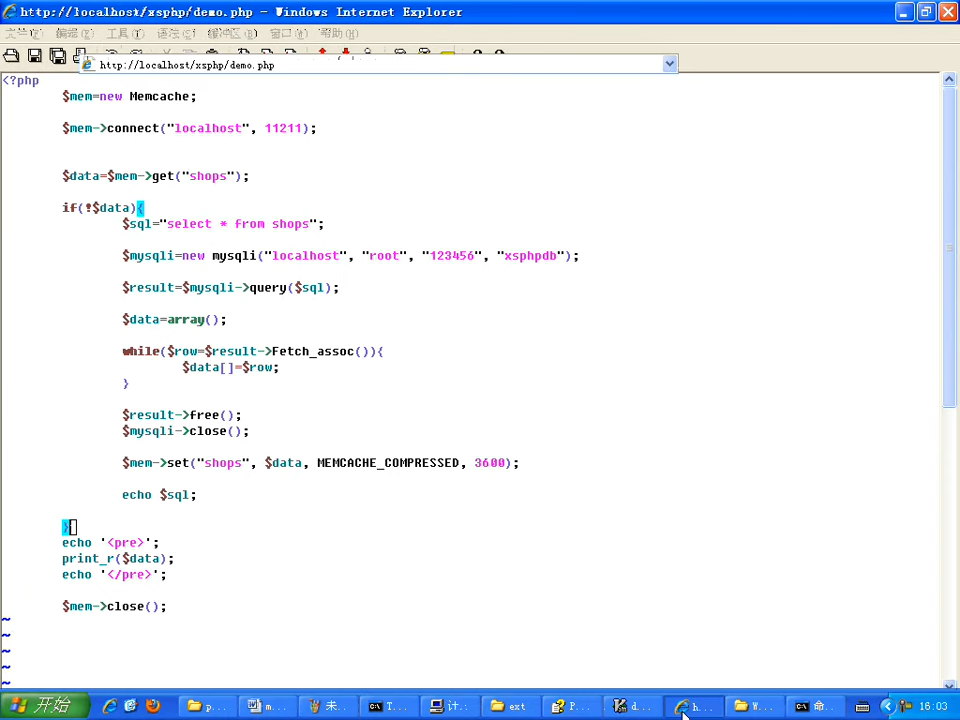 http://localhost/xsphp/demo.php - Windows Internet Explorer
http://localhost/xsphp/demo.php
<?php
$mem=new Memcache;
$mem->connect("localhost", 11211);
$data=$mem->get("shops");
if(!$data){
$sql="select * from shops";
$mysqli=new mysqli("localhost", "root", "123456", "xsphpdb");
$result=$mysqli->query($sql);
$data=array();
while($row=$result->Fetch_assoc()){
$data[]=$row;
}
$result->free();
$mysqli->close();
$mem->set("shops", $data, MEMCACHE_COMPRESSED, 3600);
echo $sql;
}
echo '<pre>';
print_r($data);
echo '</pre>';
$mem->close();
~
~
~
~
~
开始 p... m... 未... T... 计... ext P... d... h... W... 命... 16:03